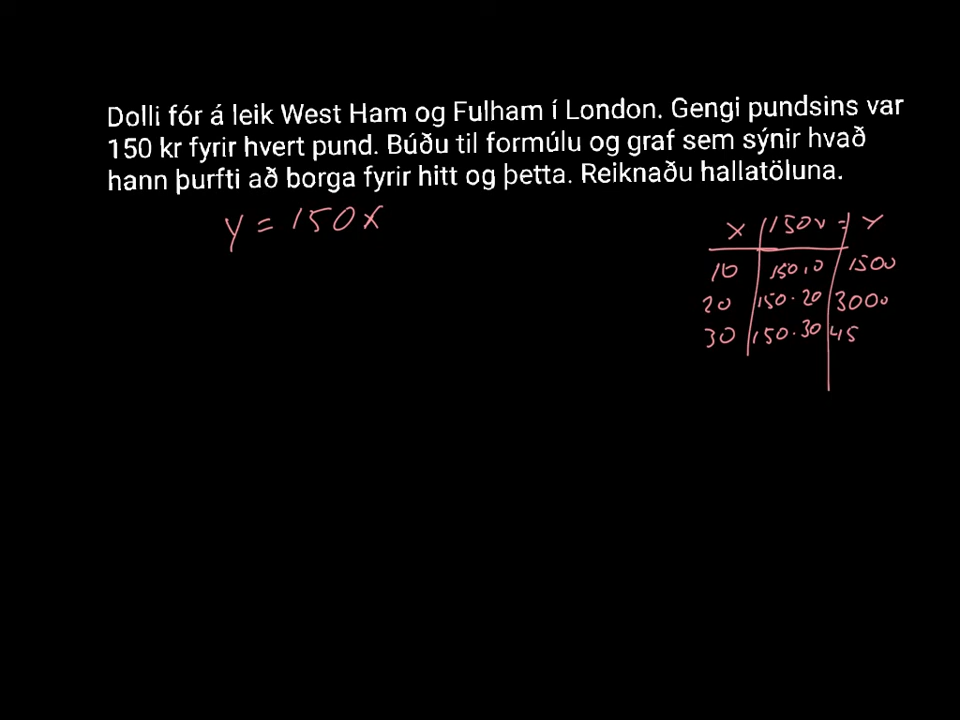 Dolli fór á leik West Ham og Fulham í London. Gengi pundsins var
150 kr fyrir hvert pund. Búðu til formúlu og graf sem sýnir hvað
hann þurfti að borga fyrir hitt og þetta. Reiknaðu hallatöluna.
y = 150x
x | 150x = | y
10 | 150.10 | 1500
20 | 150·20 | 3000
30 | 150·30 | 45